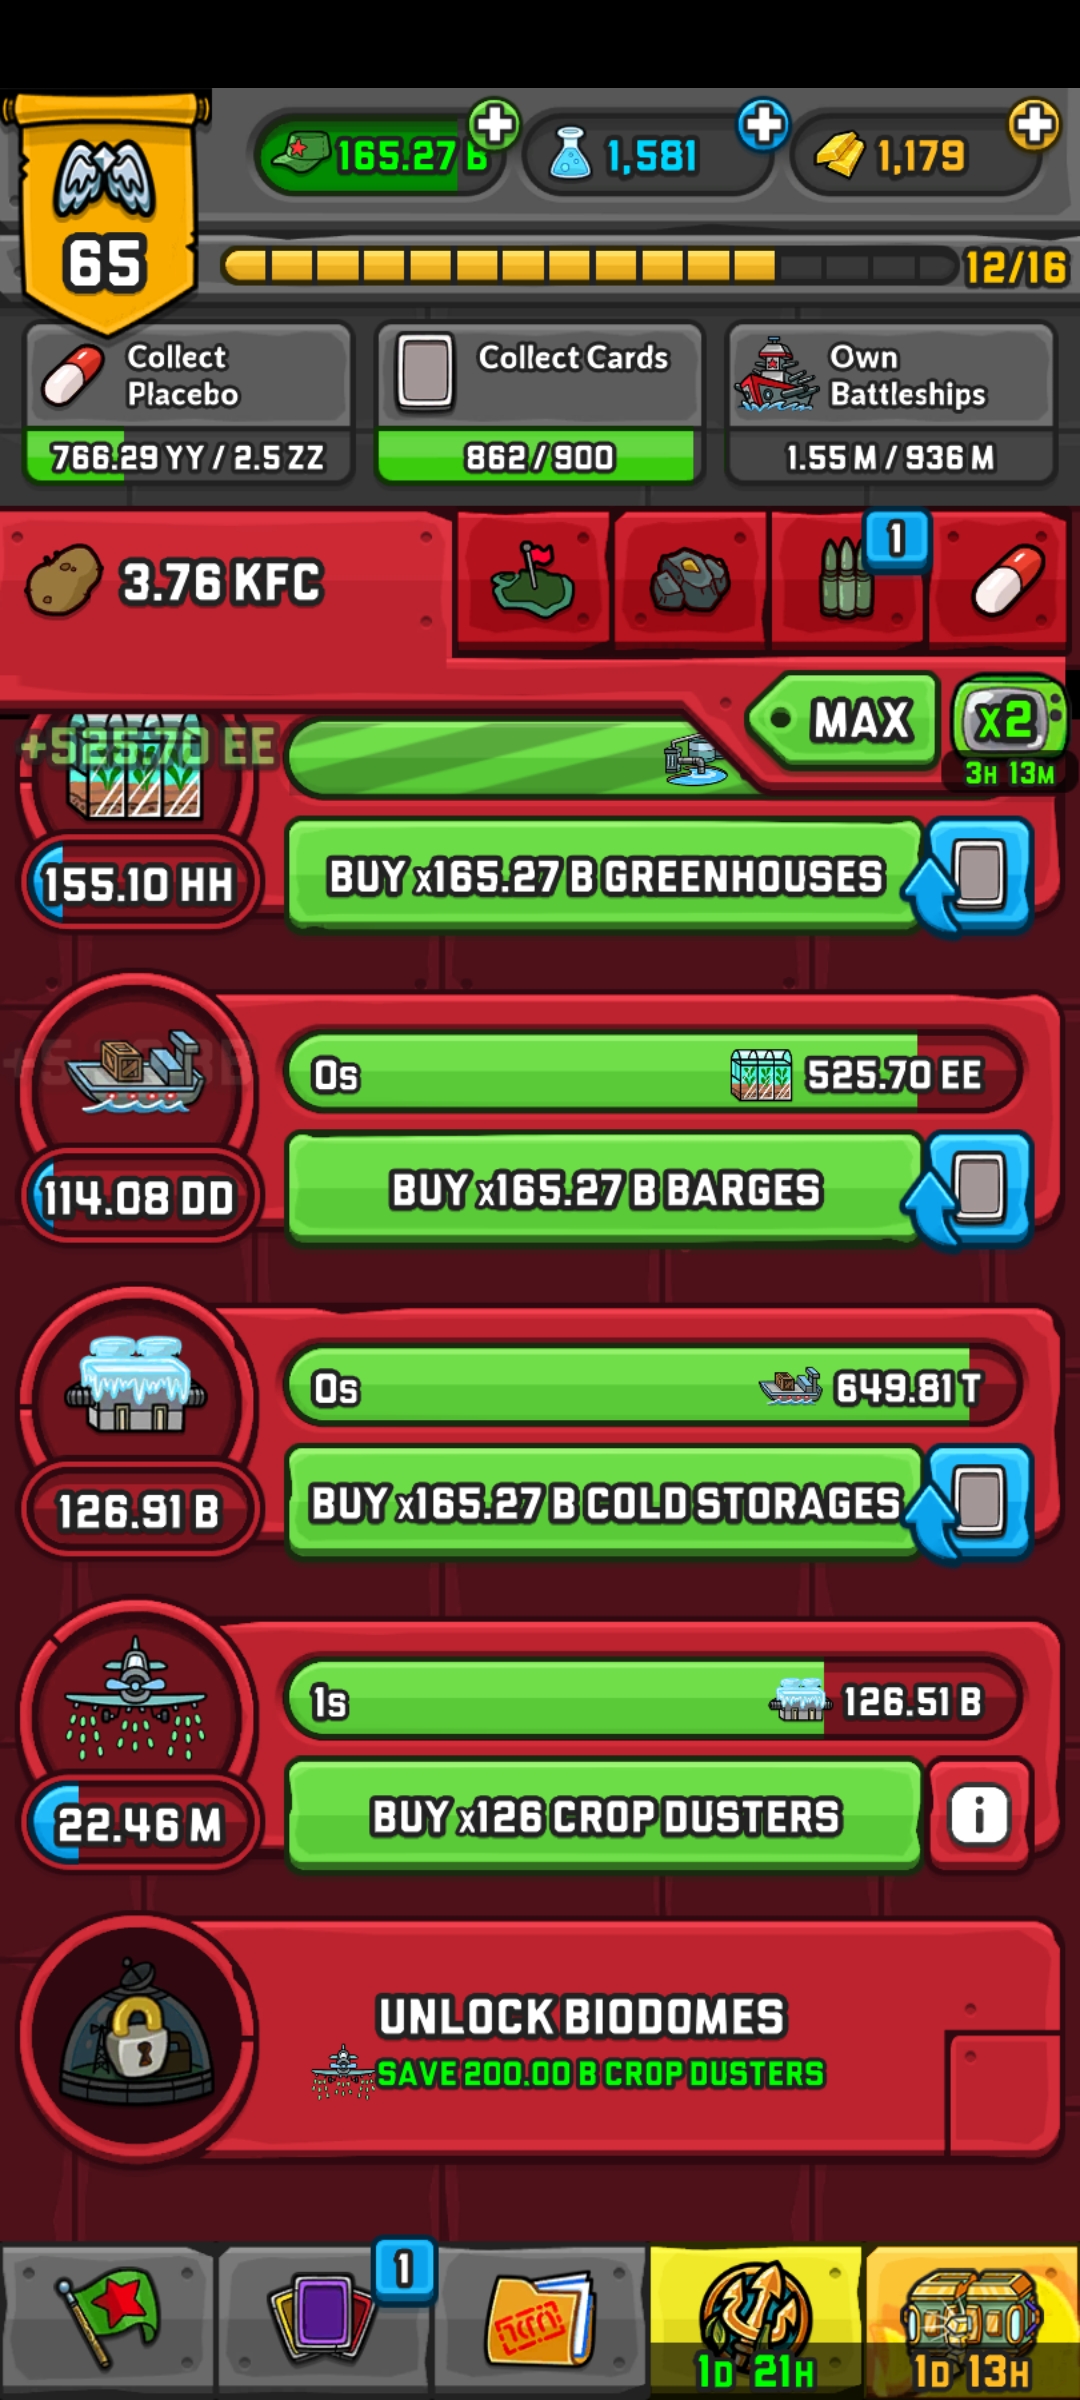 165.27 B
1,581
1,179
65
12/16
Collect
Placebo
766.29 YY / 2.5 ZZ
Collect Cards
862/900
Own
Battleships
1.55 M / 936 M
3.76 KFC
1
MAX
x2
3H 13M
+525.70 EE
155.10 HH
BUY x165.27 B GREENHOUSES
0s
525.70 EE
114.08 DD
BUY x165.27 B BARGES
0s
649.81 T
126.91 B
BUY x165.27 B COLD STORAGES
1s
126.51 B
22.46 M
BUY x126 CROP DUSTERS
i
UNLOCK BIODOMES
SAVE 200.00 B CROP DUSTERS
1
1D 21H
1D 13H